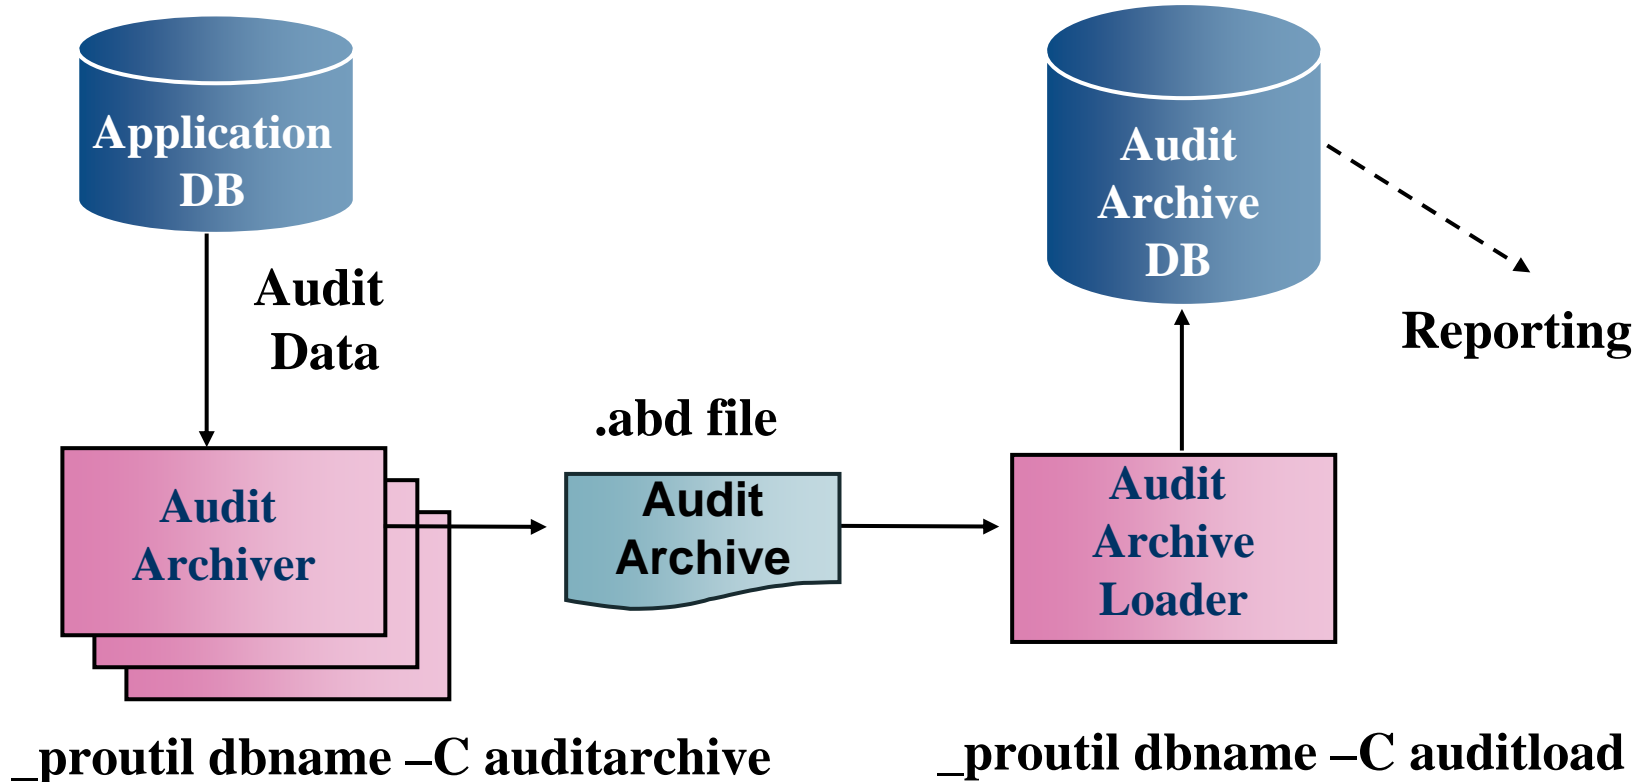 Application
DB
Audit
Data
Audit
Archiver
_proutil dbname –C auditarchive
.abd file
Audit
Archive
Audit
Archive
Loader
_proutil dbname –C auditload
Audit
Archive
DB
Reporting